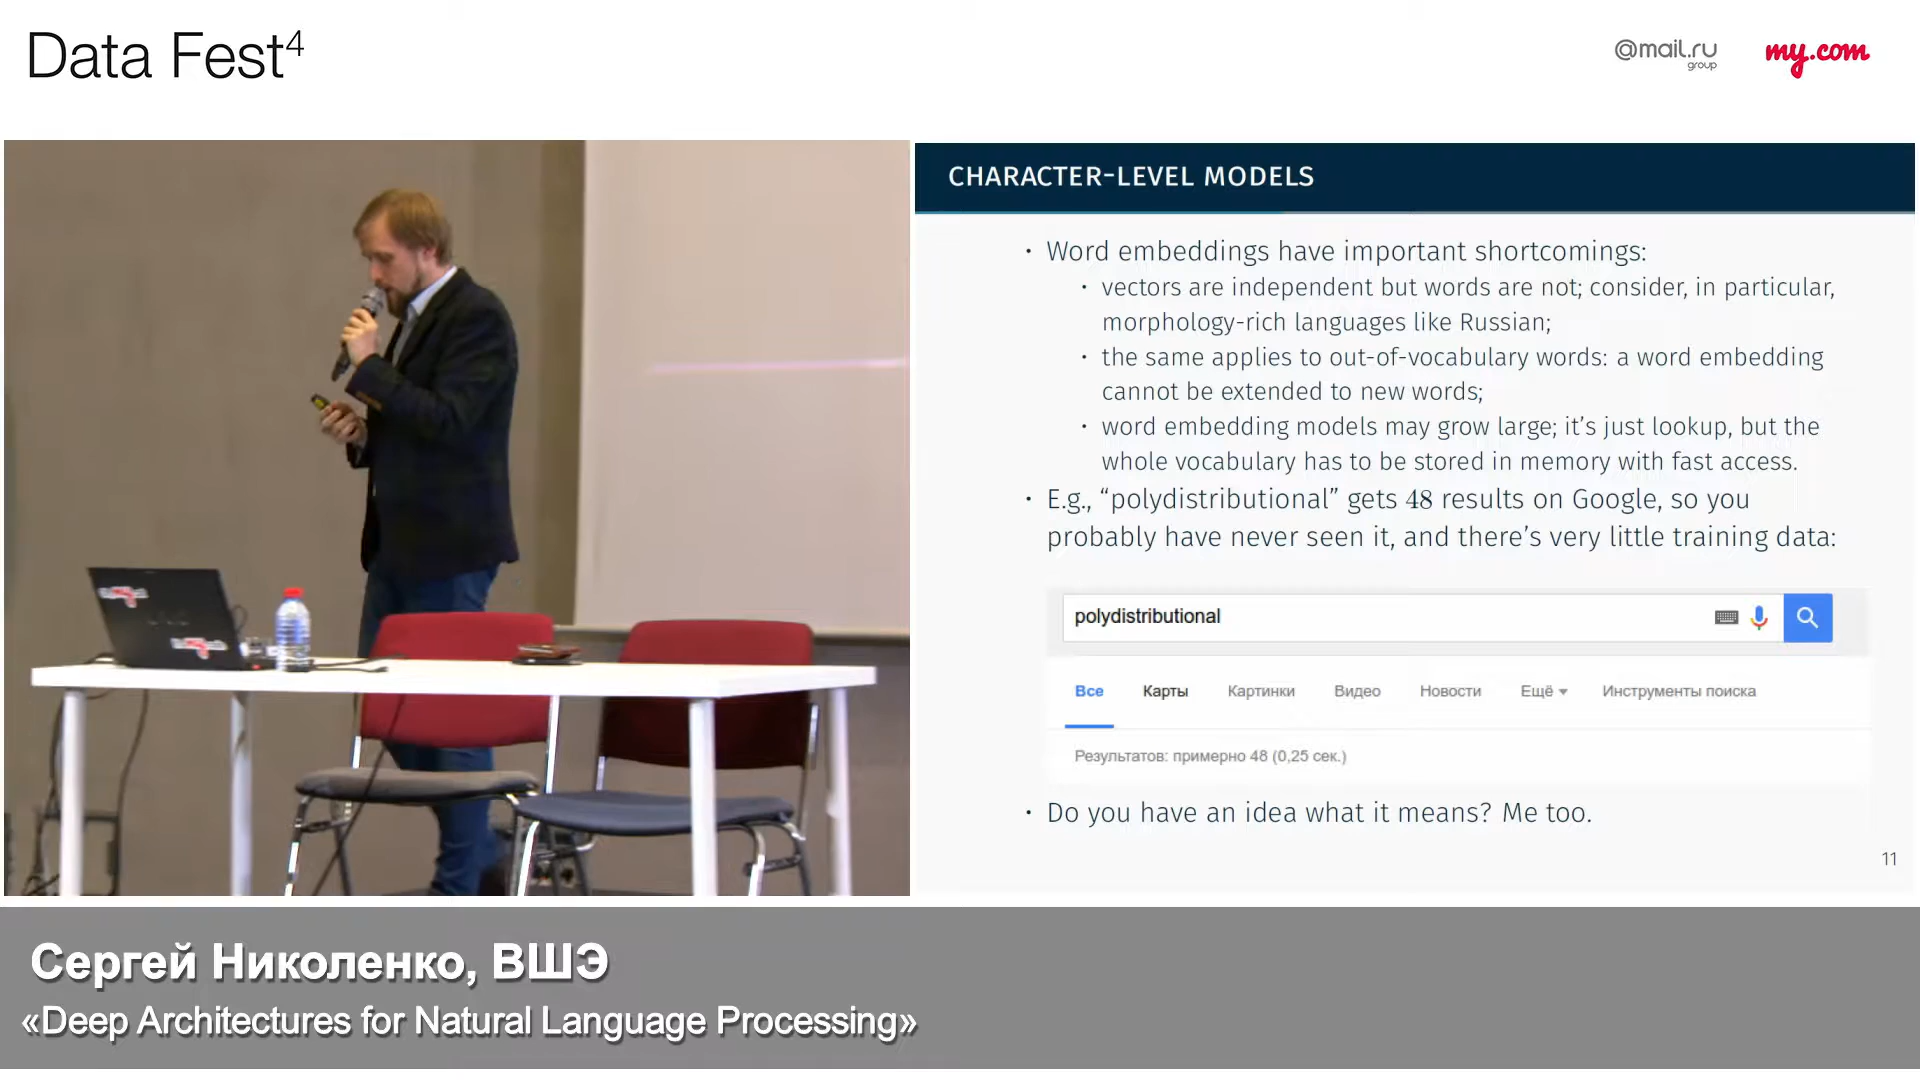 Data Fest⁴
@mail.ru
group
my.com
CHARACTER-LEVEL MODELS
· Word embeddings have important shortcomings:
· vectors are independent but words are not; consider, in particular,
morphology-rich languages like Russian;
· the same applies to out-of-vocabulary words: a word embedding
cannot be extended to new words;
· word embedding models may grow large; it’s just lookup, but the
whole vocabulary has to be stored in memory with fast access.
· E.g., “polydistributional” gets 48 results on Google, so you
probably have never seen it, and there’s very little training data:
polydistributional
Все Карты Картинки Видео Новости Ещё Инструменты поиска
Результатов: примерно 48 (0,25 сек.)
· Do you have an idea what it means? Me too.
11
Сергей Николенко, ВШЭ
«Deep Architectures for Natural Language Processing»